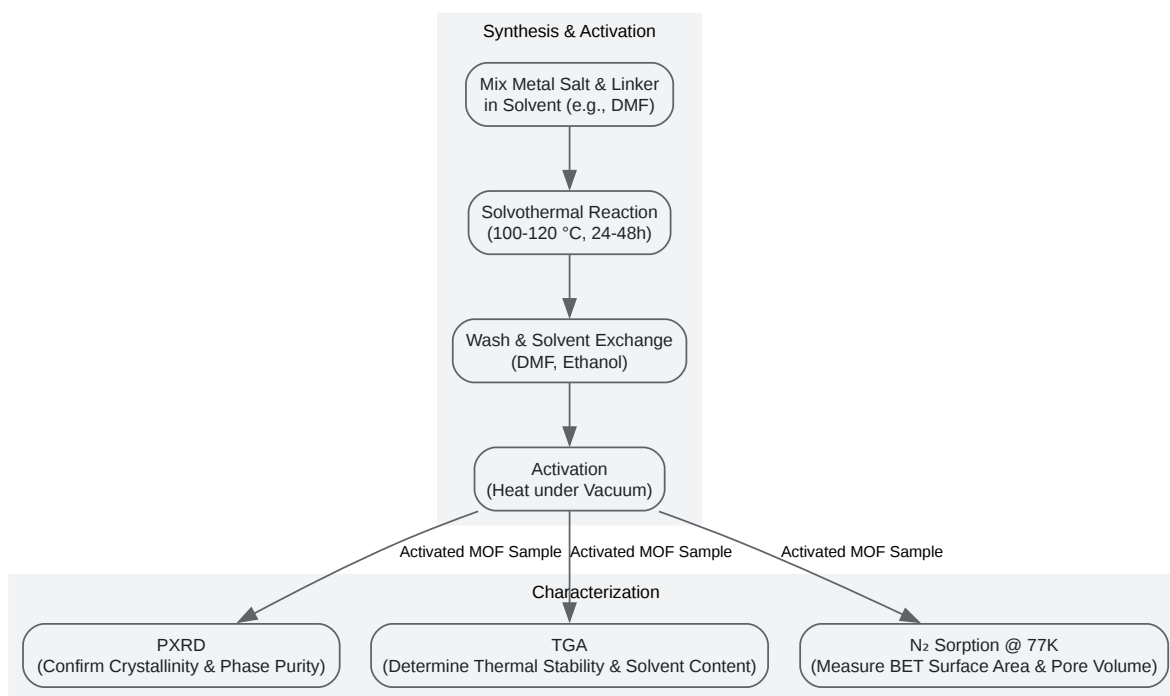 Synthesis & Activation
Mix Metal Salt & Linker
in Solvent (e.g., DMF)
Solvothermal Reaction
(100-120 °C, 24-48h)
Wash & Solvent Exchange
(DMF, Ethanol)
Activation
(Heat under Vacuum)
Activated MOF Sample
Activated MOF Sample
Activated MOF Sample
Characterization
PXRD
(Confirm Crystallinity & Phase Purity)
TGA
(Determine Thermal Stability & Solvent Content)
N₂ Sorption @ 77K
(Measure BET Surface Area & Pore Volume)